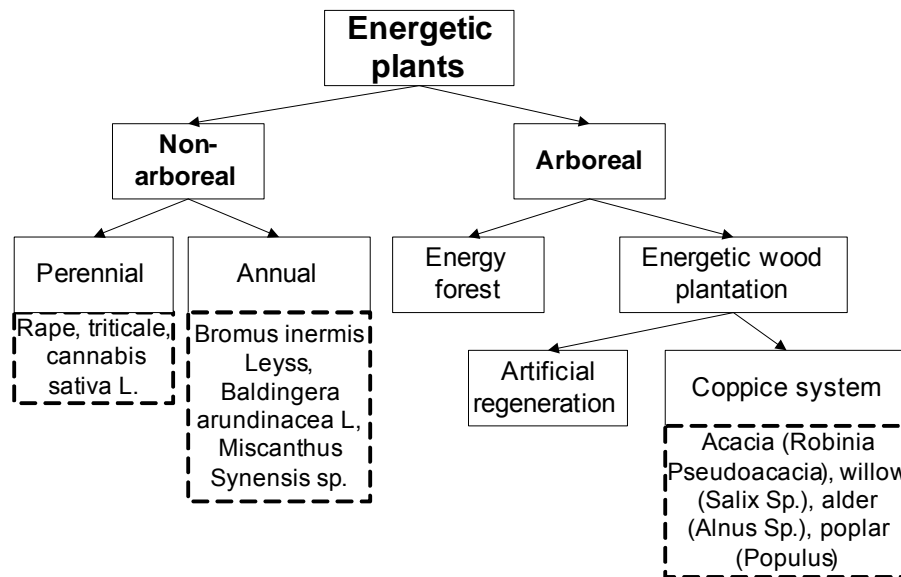 Energetic
plants
Non-
arboreal
Arboreal
Perennial
Annual
Energy
forest
Energetic wood
plantation
Rape, triticale,
cannabis
sativa L.
Bromus inermis
Leyss,
Baldingera
arundinacea L,
Miscanthus
Synensis sp.
Artificial
regeneration
Coppice system
Acacia (Robinia
Pseudoacacia), willow
(Salix Sp.), alder
(Alnus Sp.), poplar
(Populus)